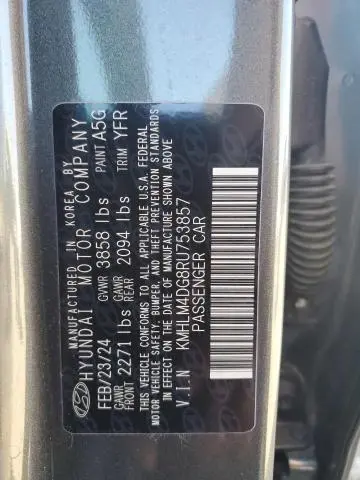 MANUFACTURED IN KOREA BY
HYUNDAI MOTOR COMPANY
FEB/23/24 GVWR 3858 lbs PAINT A5G
GAWR FRONT 2271 lbs GAWR REAR 2094 lbs TRIM YFR
THIS VEHICLE CONFORMS TO ALL APPLICABLE U.S.A. FEDERAL
MOTOR VEHICLE SAFETY, BUMPER, AND THEFT PREVENTION STANDARDS
IN EFFECT ON THE DATE OF MANUFACTURE SHOWN ABOVE.
V.I.N KMHLM4DG8RU753857
PASSENGER CAR